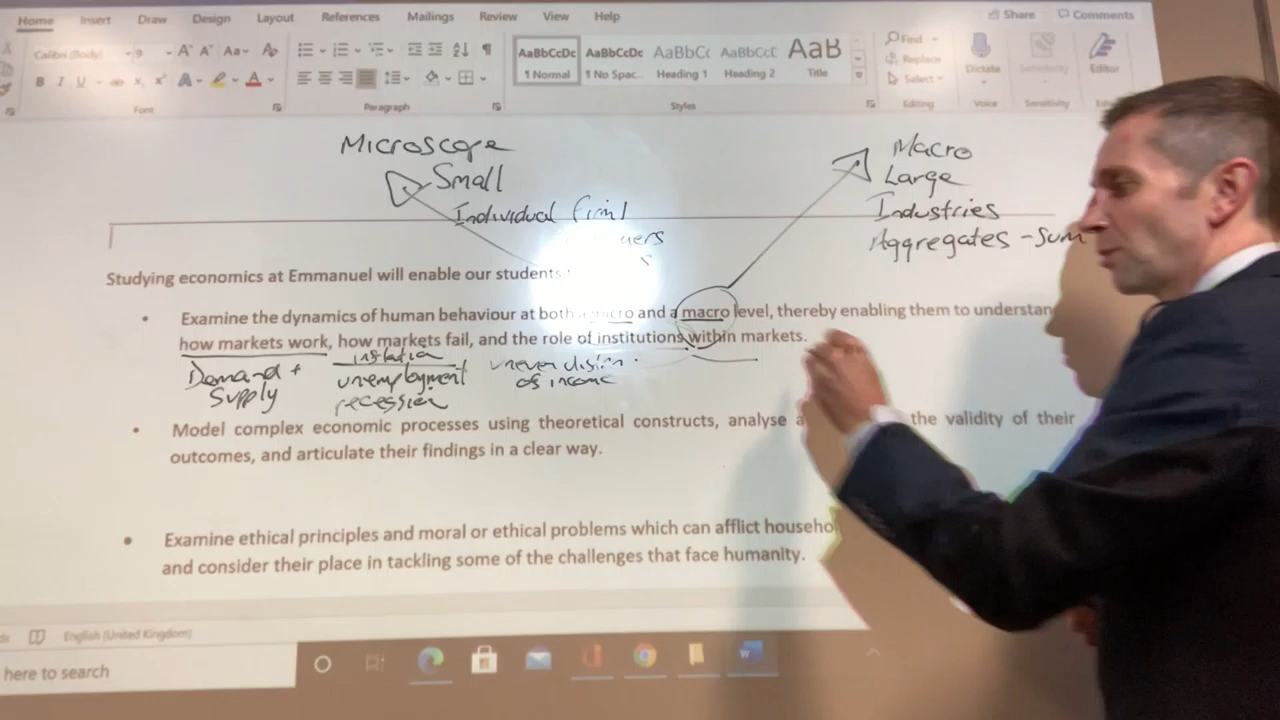 Home Insert Draw Design Layout References Mailings Review View Help Share Comments
Calibri (Body) 9 A A Aa AaBbCcDc AaBbCcDc AaBbCc AaBbCcD AaB Find
Replace
B I U ab x x A A 1 Normal 1 No Spac... Heading 1 Heading 2 Title Select Dictate Sensitivity Editor
Font Paragraph Styles Editing Voice Sensitivity
Microscope
Small
Individual firm
Macro
Large
Industries
Aggregates - Sum
Studying economics at Emmanuel will enable our students
• Examine the dynamics of human behaviour at both micro and a macro level, thereby enabling them to understan
how markets work, how markets fail, and the role of institutions within markets.
Demand +
Supply
inflation
unemployment
recession
of income
• Model complex economic processes using theoretical constructs, analyse a the validity of their
outcomes, and articulate their findings in a clear way.
• Examine ethical principles and moral or ethical problems which can afflict househo
and consider their place in tackling some of the challenges that face humanity.
English (United Kingdom)
here to search